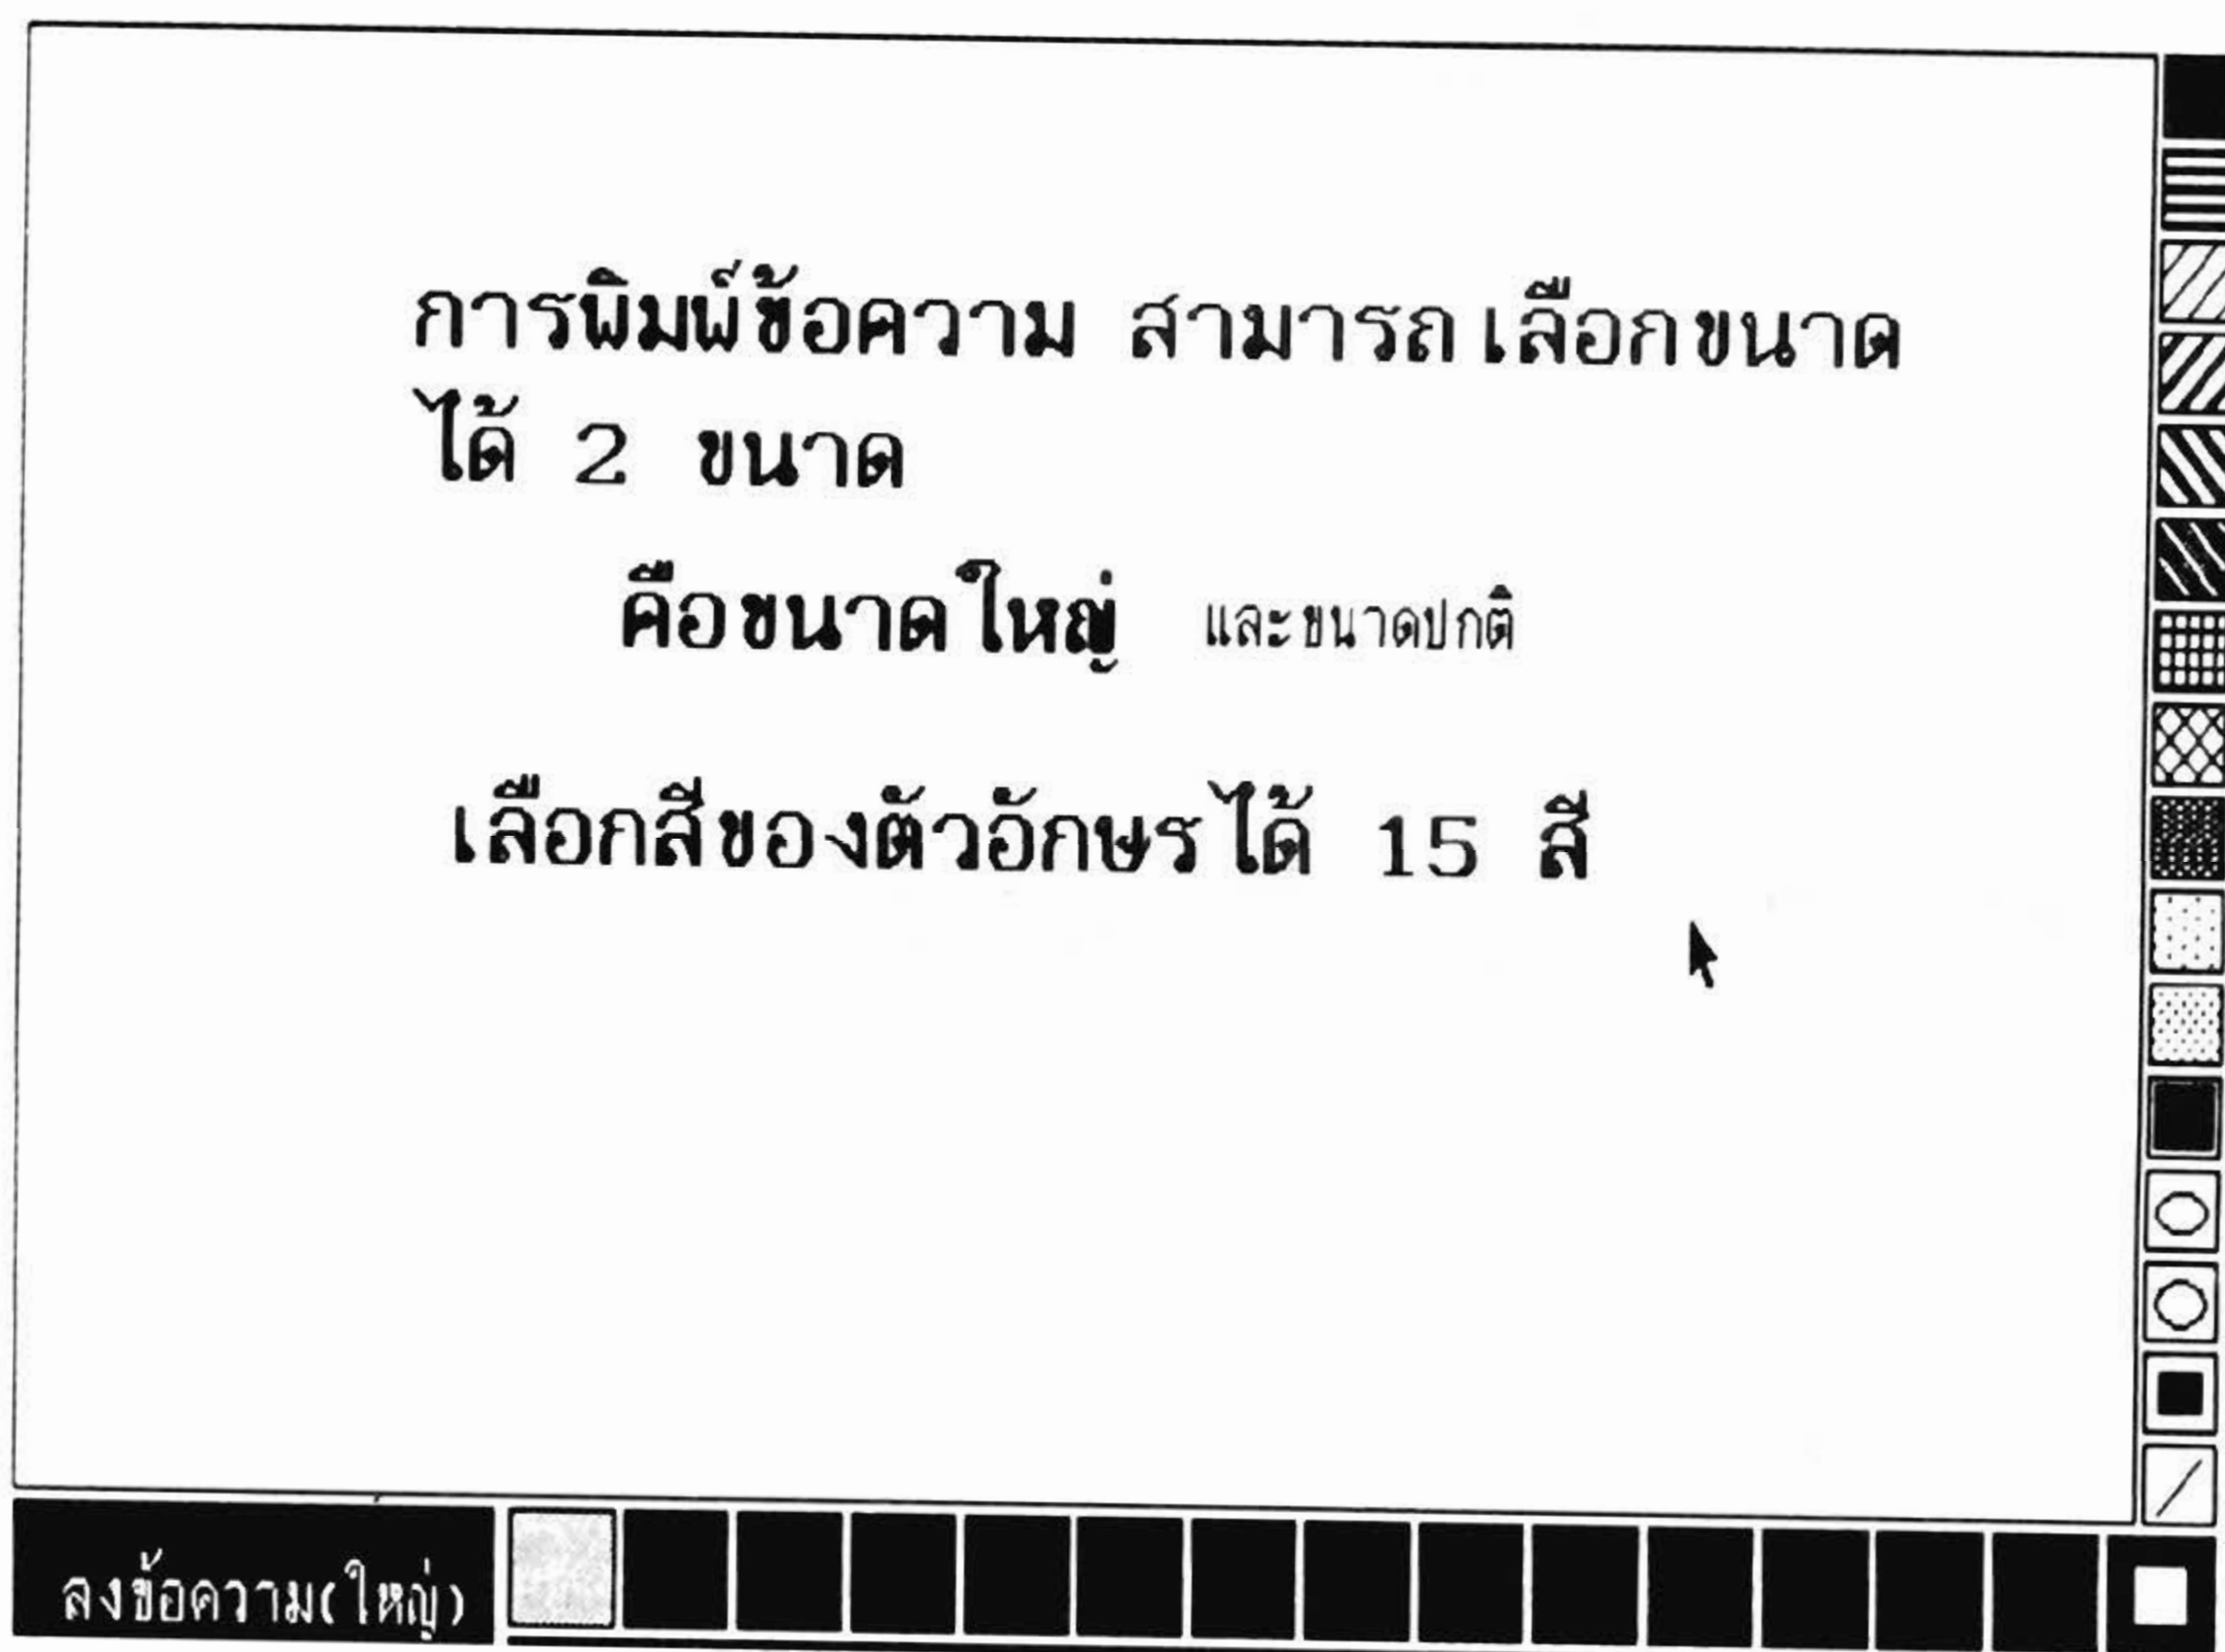 การพิมพ์ข้อความ สามารถเลือกขนาด
ได้ 2 ขนาด
คือขนาดใหญ่ และขนาดปกติ
เลือกสีของตัวอักษรได้ 15 สี
ลงข้อความ(ใหญ่)